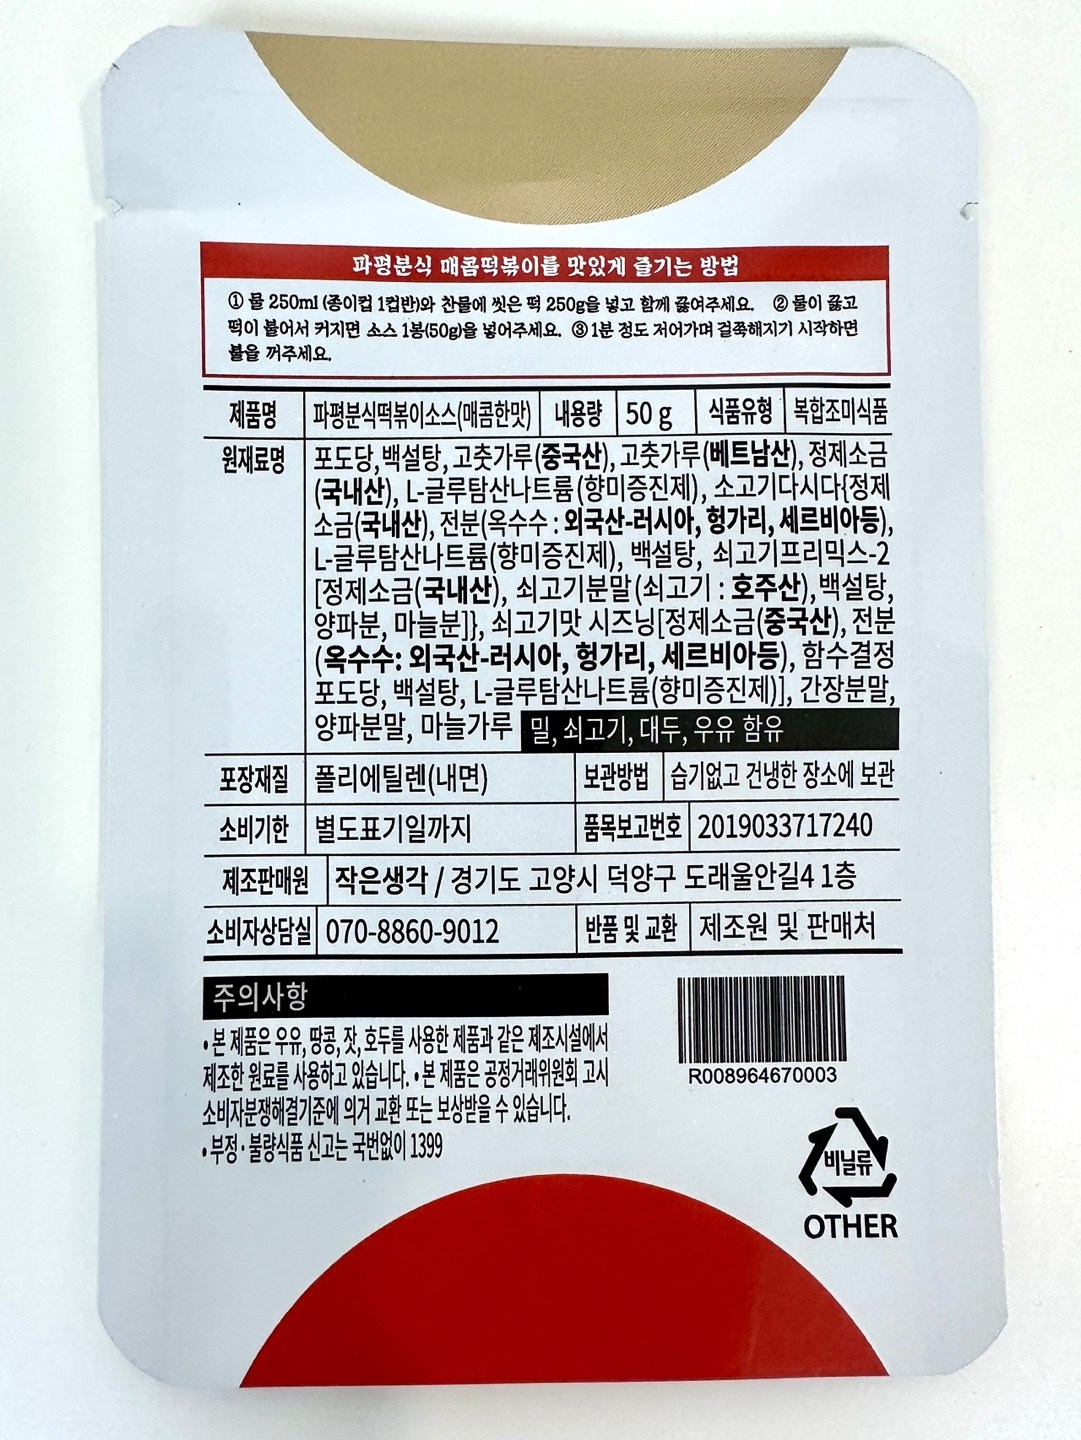 파평분식 매콤떡볶이를 맛있게 즐기는 방법
① 물 250ml (종이컵 1컵반)와 찬물에 씻은 떡 250g을 넣고 함께 끓여주세요. ② 물이 끓고
떡이 불어서 커지면 소스 1봉(50g)을 넣어주세요. ③ 1분 정도 저어가며 걸쭉해지기 시작하면
불을 꺼주세요.
제품명 파평분식떡볶이소스(매콤한맛) 내용량 50 g 식품유형 복합조미식품
원재료명 포도당, 백설탕, 고춧가루(중국산), 고춧가루(베트남산), 정제소금
(국내산), L-글루탐산나트륨(향미증진제), 소고기다시다{정제
소금(국내산), 전분(옥수수 : 외국산-러시아, 헝가리, 세르비아등),
L-글루탐산나트륨(향미증진제), 백설탕, 쇠고기프리믹스-2
[정제소금(국내산), 쇠고기분말(쇠고기 : 호주산), 백설탕,
양파분, 마늘분]}, 쇠고기맛 시즈닝[정제소금(중국산), 전분
(옥수수: 외국산-러시아, 헝가리, 세르비아등), 함수결정
포도당, 백설탕, L-글루탐산나트륨(향미증진제)], 간장분말,
양파분말, 마늘가루 밀, 쇠고기, 대두, 우유 함유
포장재질 폴리에틸렌(내면) 보관방법 습기없고 건냉한 장소에 보관
소비기한 별도표기일까지 품목보고번호 2019033717240
제조판매원 작은생각 / 경기도 고양시 덕양구 도래울안길4 1층
소비자상담실 070-8860-9012 반품 및 교환 제조원 및 판매처
주의사항
• 본 제품은 우유, 땅콩, 잣, 호두를 사용한 제품과 같은 제조시설에서
제조한 원료를 사용하고 있습니다. • 본 제품은 공정거래위원회 고시
소비자분쟁해결기준에 의거 교환 또는 보상받을 수 있습니다.
• 부정 · 불량식품 신고는 국번없이 1399
R008964670003
비닐류
OTHER